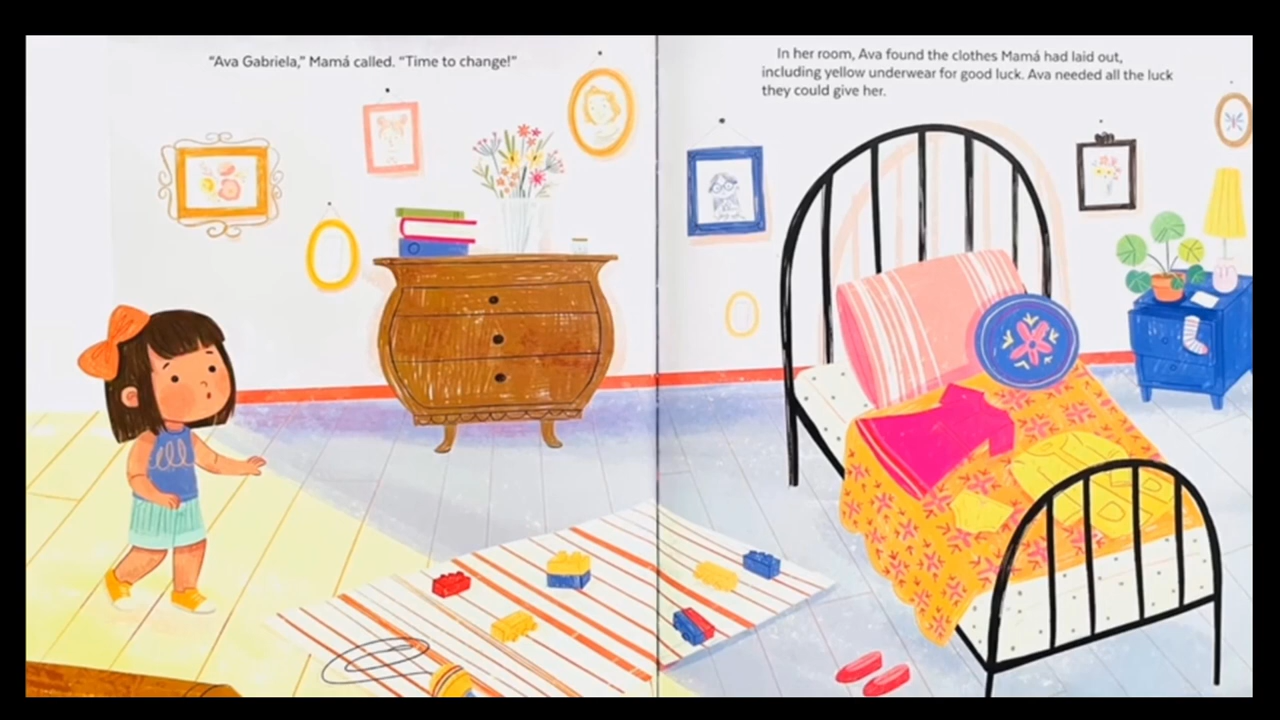 “Ava Gabriela,” Mamá called. “Time to change!”
In her room, Ava found the clothes Mamá had laid out,
including yellow underwear for good luck. Ava needed all the luck
they could give her.